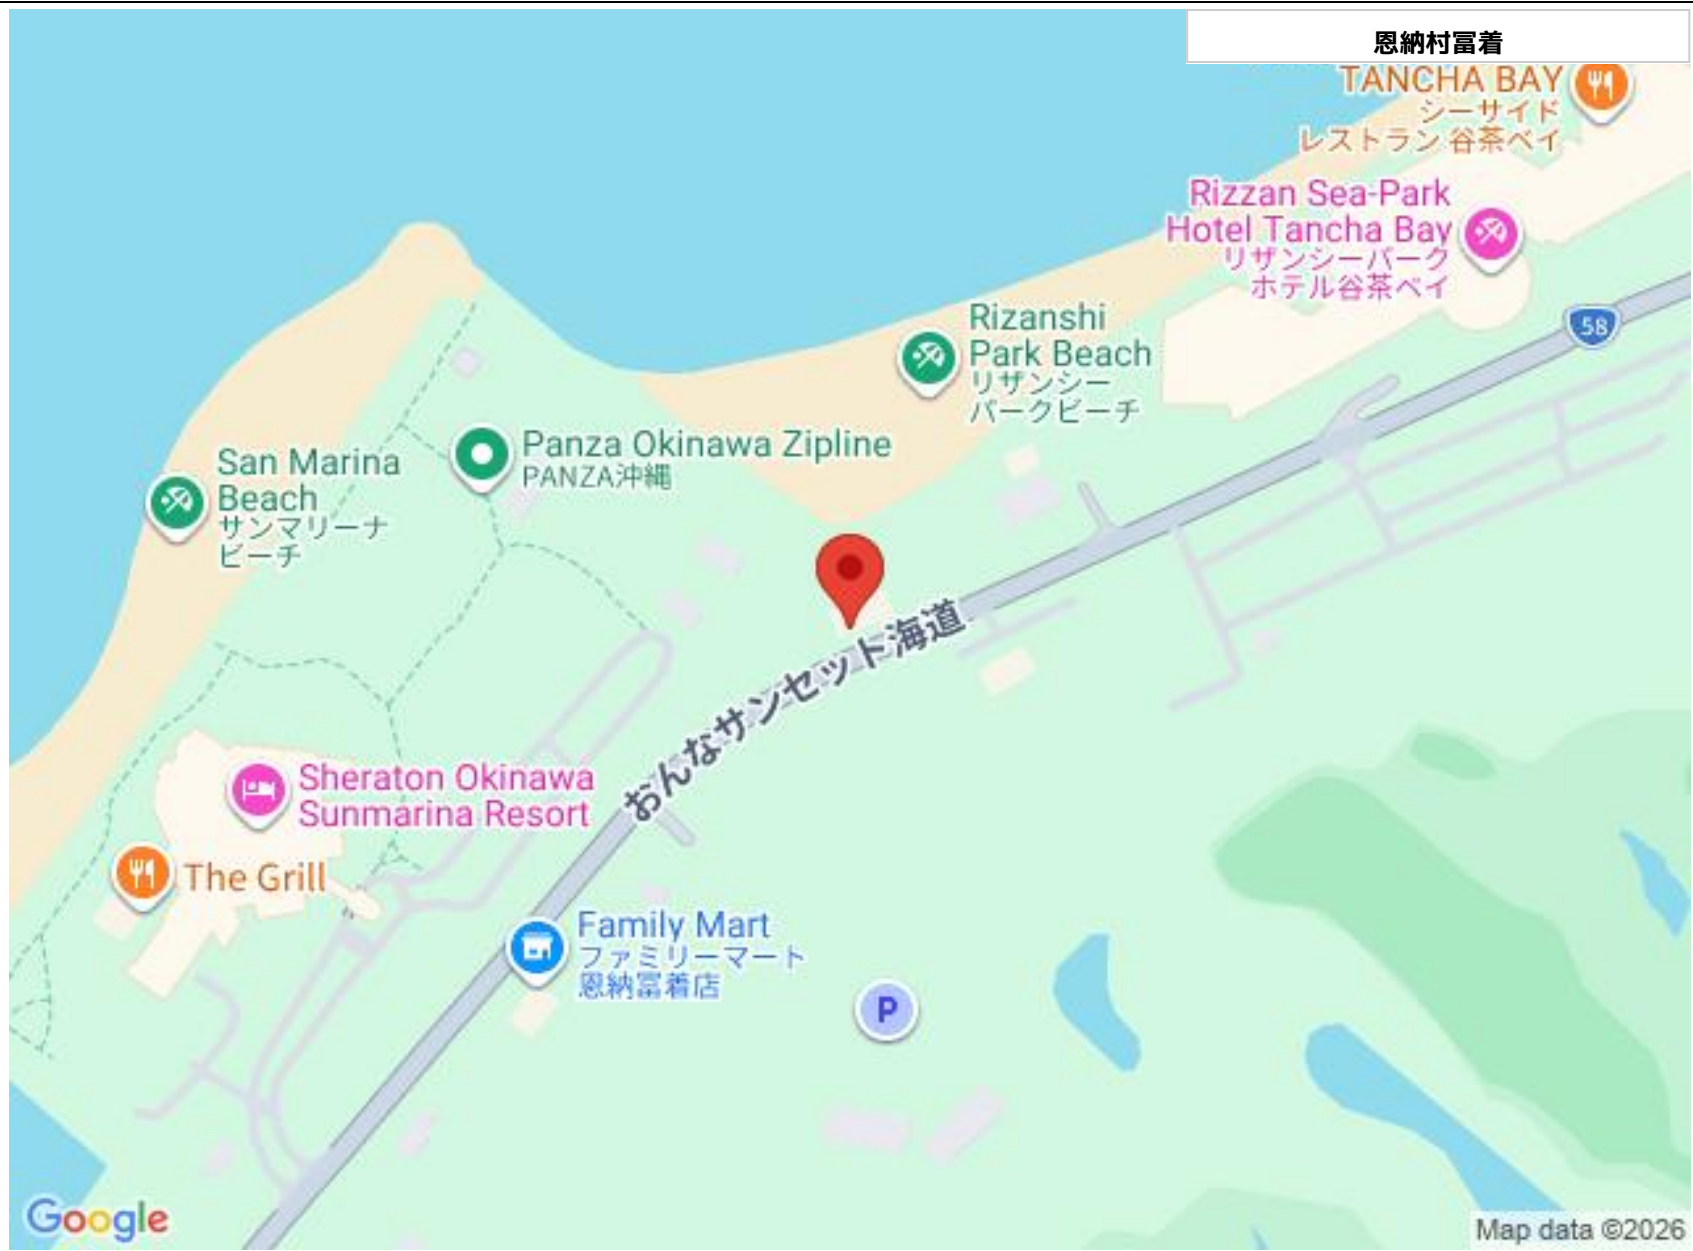 恩納村冨着
TANCHA BAY
シーサイド
レストラン 谷茶ベイ
Rizzan Sea-Park
Hotel Tancha Bay
リザンシーパーク
ホテル谷茶ベイ
58
Rizanshi
Park Beach
リザンシー
パークビーチ
Panza Okinawa Zipline
PANZA沖縄
San Marina
Beach
サンマリーナ
ビーチ
おんなサンセット海道
Sheraton Okinawa
Sunmarina Resort
The Grill
Family Mart
ファミリーマート
恩納冨着店
P
Google
Map data ©2026